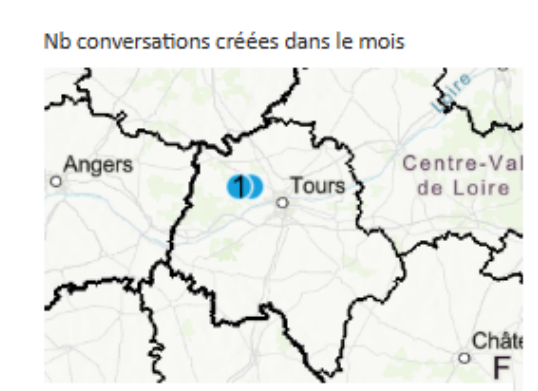 Nb conversations créées dans le mois
Loire
Angers
1
Tours
Centre-Val
de Loire
Chât
F